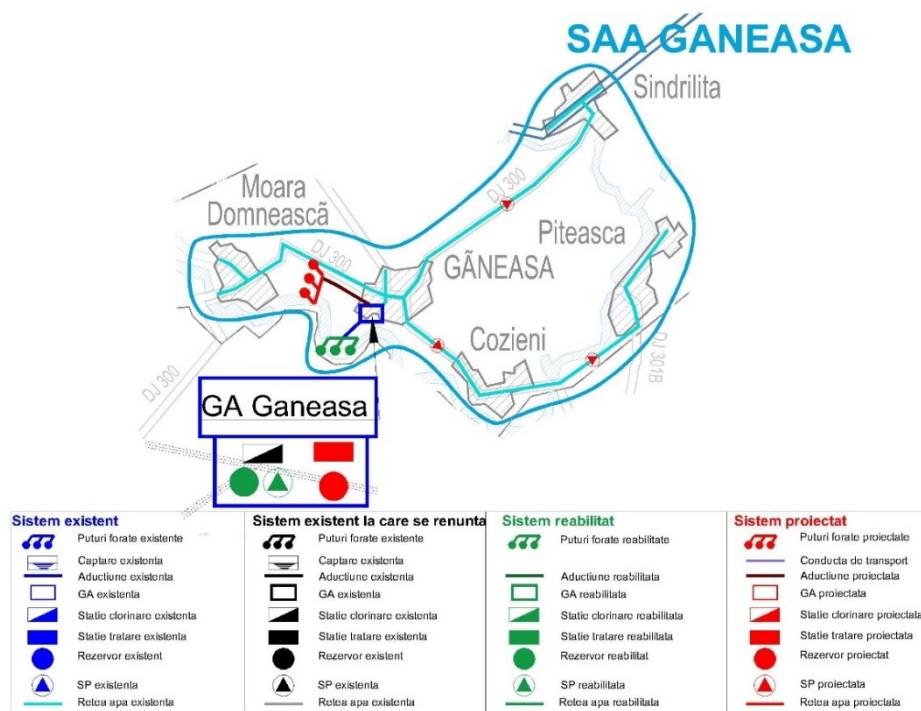 SAA GANEASA
Sindrilita
DJ 300
Moara
Domneascã
Piteasca
DJ 300
GÃNEASA
Cozieni
DJ 301B
DJ 300
GA Ganeasa
Sistem existent
Puturi forate existente
Captare existenta
Aductiune existenta
GA existenta
Statie clorinare existenta
Statie tratare existenta
Rezervor existent
SP existenta
Retea apa existenta
Sistem existent la care se renunta
Puturi forate existente
Captare existenta
Aductiune existenta
GA existenta
Statie clorinare existenta
Statie tratare existenta
Rezervor existent
SP existenta
Retea apa existenta
Sistem reabilitat
Puturi forate reabilitate
Aductiune reabilitata
GA reabilitata
Statie clorinare reabilitata
Statie tratare reabilitata
Rezervor reabilitat
SP reabilitata
Retea apa reabilitata
Sistem proiectat
Puturi forate proiectate
Conducta de transport
Aductiune proiectata
GA proiectata
Statie clorinare proiectata
Statie tratare proiectata
Rezervor proiectat
SP proiectata
Retea apa proiectata